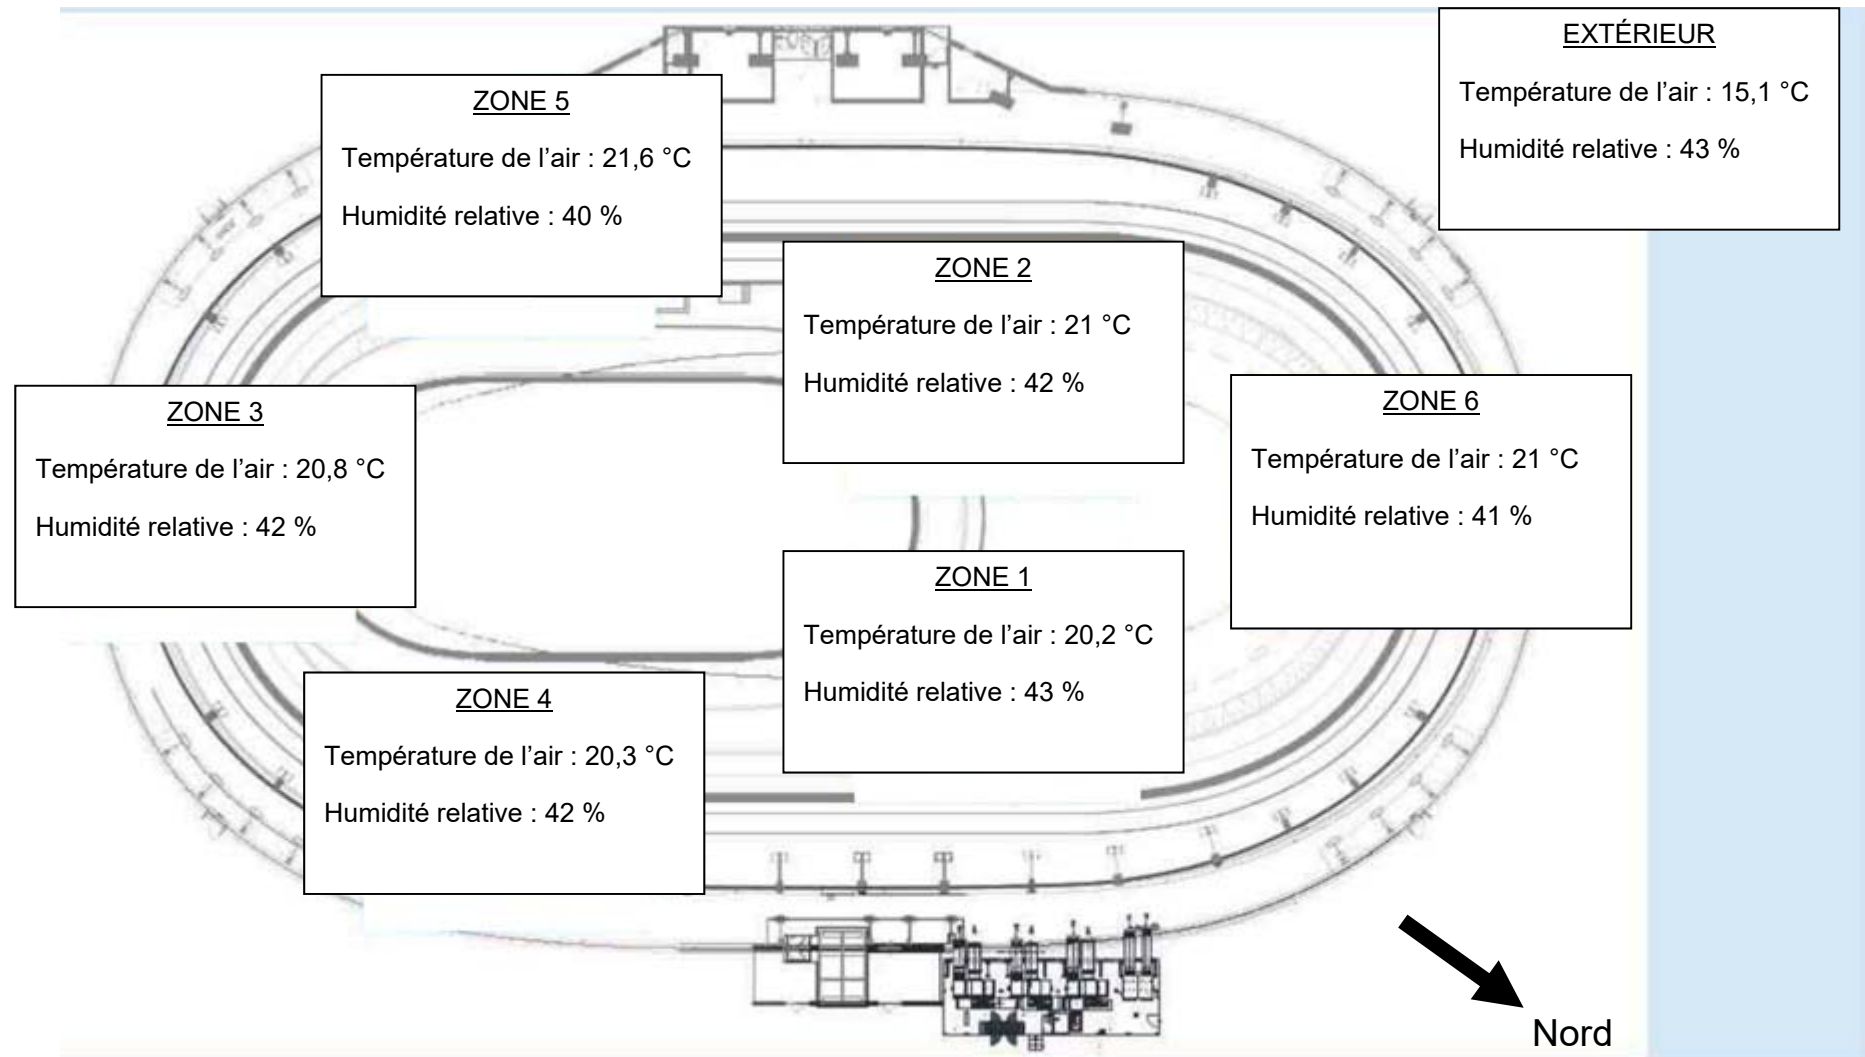 EXTÉRIEUR
Température de l’air : 15,1 °C
Humidité relative : 43 %
ZONE 5
Température de l’air : 21,6 °C
Humidité relative : 40 %
ZONE 2
Température de l’air : 21 °C
Humidité relative : 42 %
ZONE 6
Température de l’air : 21 °C
Humidité relative : 41 %
ZONE 3
Température de l’air : 20,8 °C
Humidité relative : 42 %
ZONE 1
Température de l’air : 20,2 °C
Humidité relative : 43 %
ZONE 4
Température de l’air : 20,3 °C
Humidité relative : 42 %
Nord